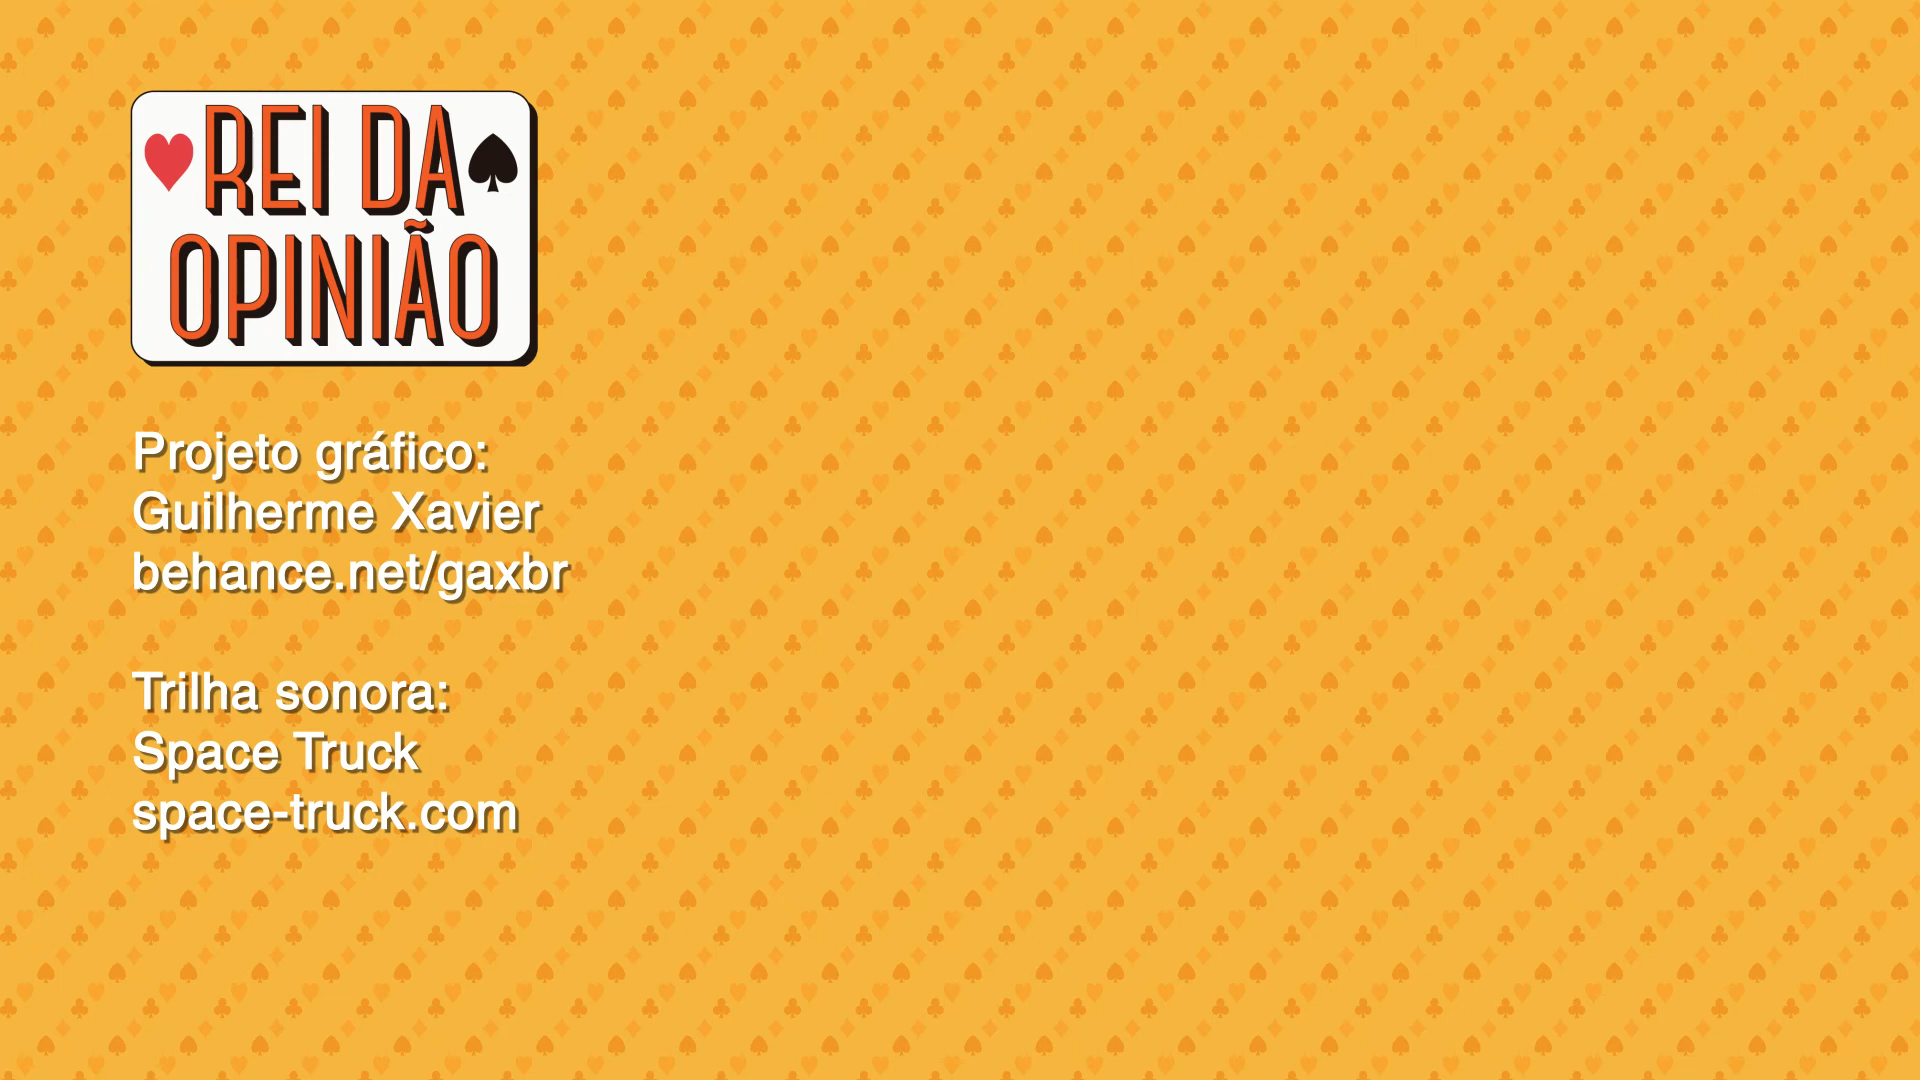 REI DA
OPINIÃO
Projeto gráfico:
Guilherme Xavier
behance.net/gaxbr
Trilha sonora:
Space Truck
space-truck.com